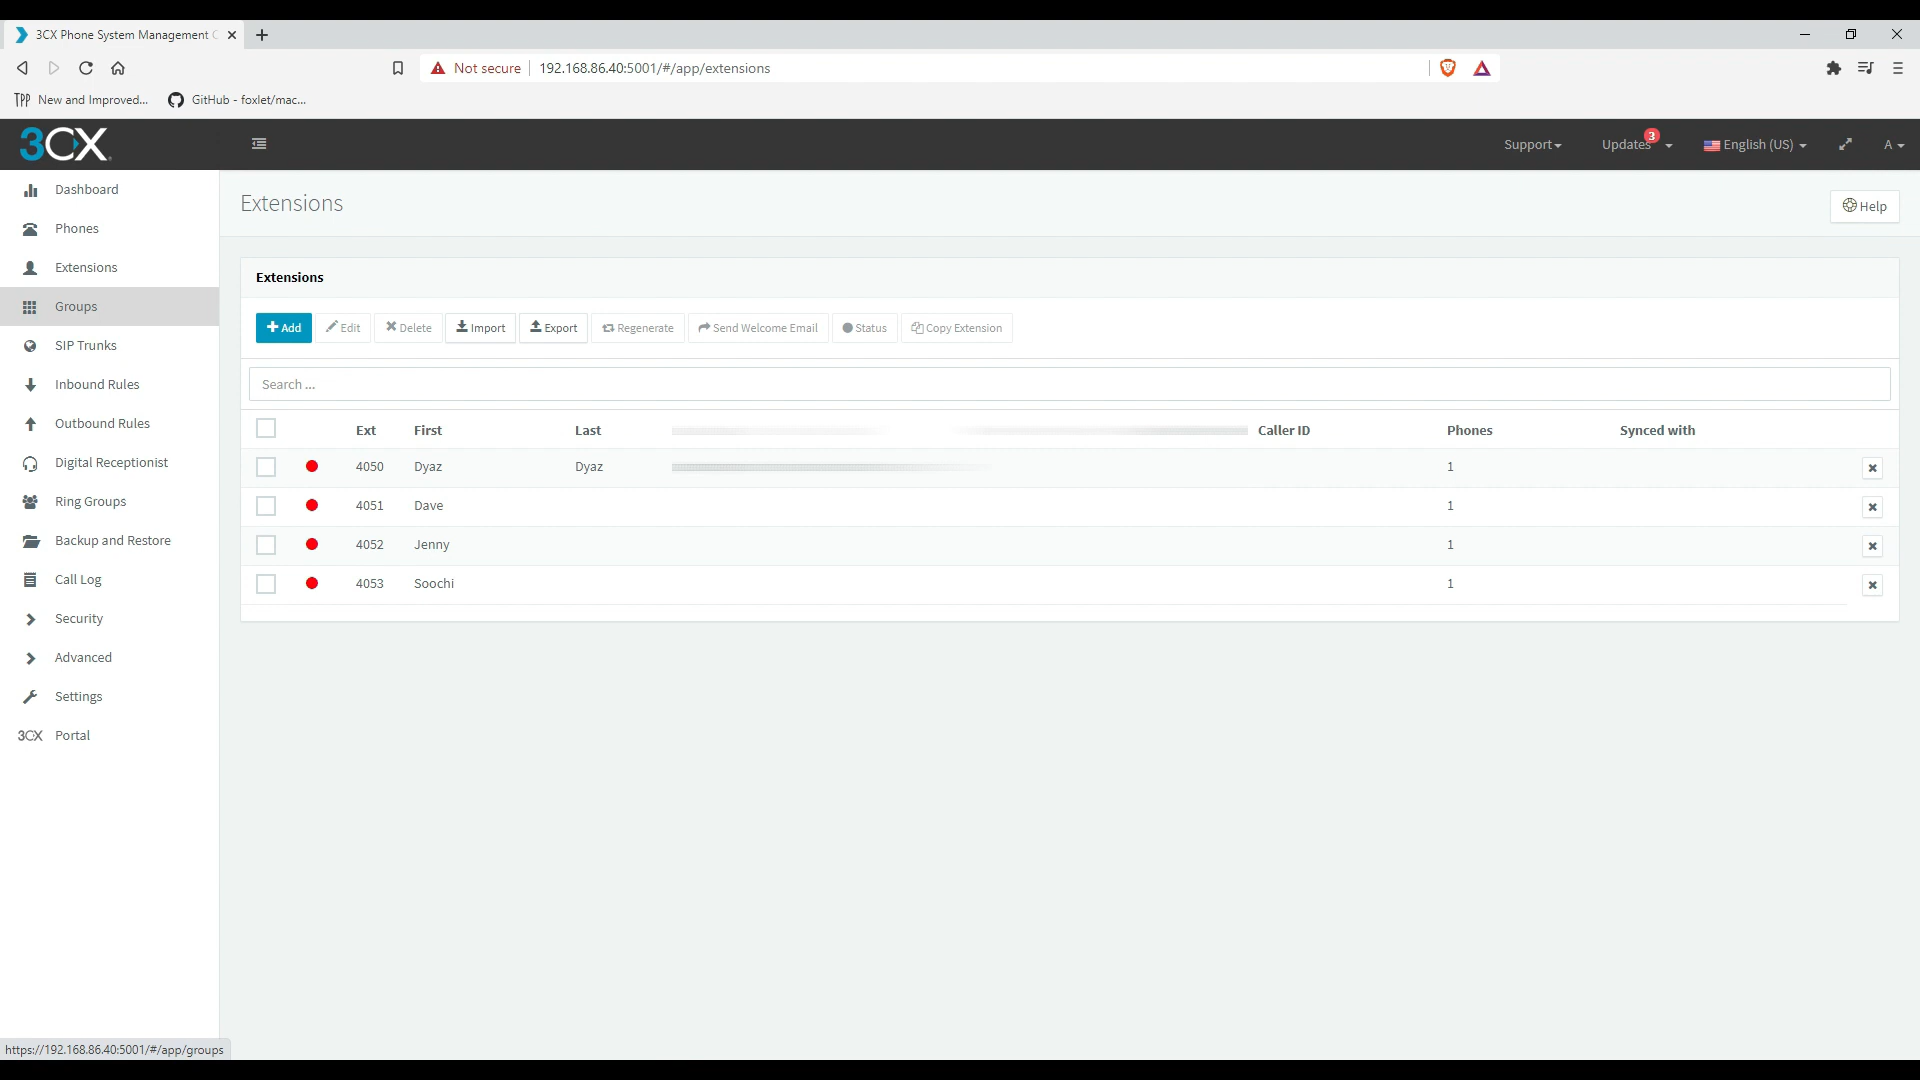 3CX Phone System Management C
Not secure 192.168.86.40:5001/#/app/extensions
TPP New and Improved... GitHub - foxlet/mac...
3CX Support Updates 3 English (US) A
Dashboard
Phones
Extensions
Groups
SIP Trunks
Inbound Rules
Outbound Rules
Digital Receptionist
Ring Groups
Backup and Restore
Call Log
Security
Advanced
Settings
3CX Portal
Extensions
Help
Extensions
Add Edit Delete Import Export Regenerate Send Welcome Email Status Copy Extension
Search ...
Ext First Last Caller ID Phones Synced with
4050 Dyaz Dyaz 1
4051 Dave 1
4052 Jenny 1
4053 Soochi 1
https://192.168.86.40:5001/#/app/groups